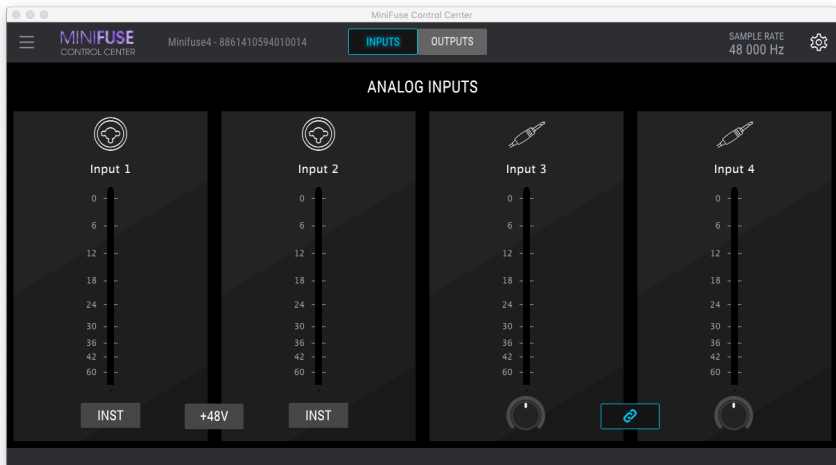 MiniFuse Control Center
MINIFUSE
CONTROL CENTER
Minifuse4 - 8861410594010014
INPUTS
OUTPUTS
SAMPLE RATE
48 000 Hz
ANALOG INPUTS
Input 1
0
6
12
18
24
30
36
42
60
INST
+48V
Input 2
0
6
12
18
24
30
36
42
60
INST
Input 3
0
6
12
18
24
30
36
42
60
Input 4
0
6
12
18
24
30
36
42
60